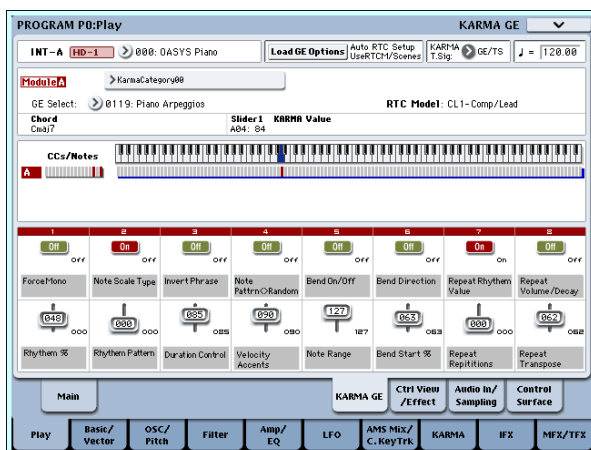 PROGRAM P0:Play KARMA GE
INT-A HD-1 000: OASYS Piano Load GE Options Auto RTC Setup UseRTCM/Scenes KARMA T.Sig: GE/TS ♩ = 120.00
Module A KarmaCategory00
GE Select: 0119: Piano Arpeggios RTC Model: CL1-Comp/Lead
Chord Slider1 KARMA Value
Cmaj7 A04: 84
CCs/Notes
A
1 2 3 4 5 6 7 8
Off On Off Off Off Off On Off
Off Off Off Off Off Off On Off
ForceMono Note Scale Type Invert Phrase Note Pattrn<>Random Bend On/Off Bend Direction Repeat Rhythem Value Repeat Volume/Decay
048 000 085 090 127 063 000 062
000 000 085 090 127 063 000 062
Rhythem % Rhythem Pattern Duration Control Velocity Accents Note Range Bend Start % Repeat Repititions Repeat Transpose
Main KARMA GE Ctrl View /Effect Audio In/ Sampling Control Surface
Play Basic/ Vector OSC/ Pitch Filter Amp/ EQ LFO AMS Mix/ C.KeyTrk KARMA IFX MFX/TFX